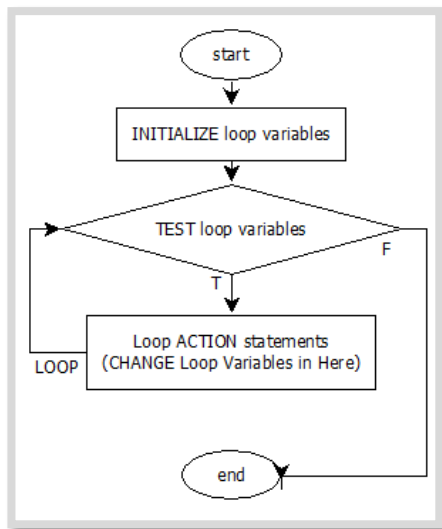 start
INITIALIZE loop variables
TEST loop variables
F
T
Loop ACTION statements
(CHANGE Loop Variables in Here)
LOOP
end